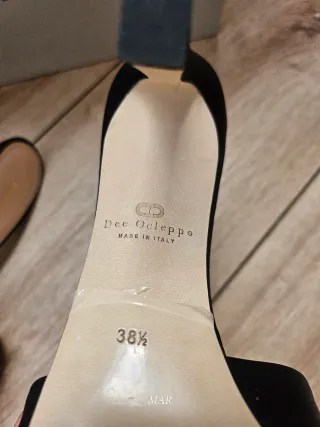 Dee Ocleppo
MADE IN ITALY
38½
MAR